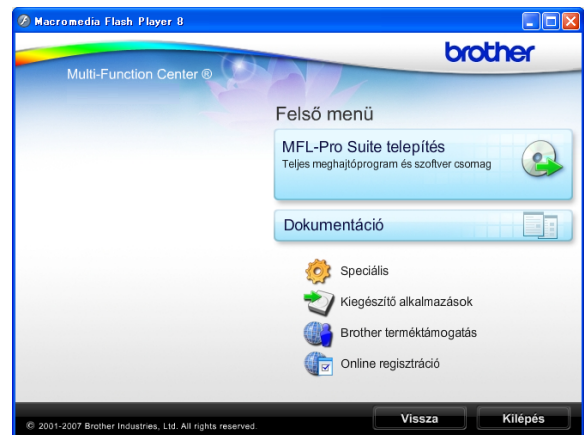 Macromedia Flash Player 8
brother
Multi-Function Center ®
Felső menü
MFL-Pro Suite telepítés
Teljes meghajtóprogram és szoftver csomag
Dokumentáció
Speciális
Kiegészítő alkalmazások
Brother terméktámogatás
Online regisztráció
© 2001-2007 Brother Industries, Ltd. All rights reserved.
Vissza
Kilépés